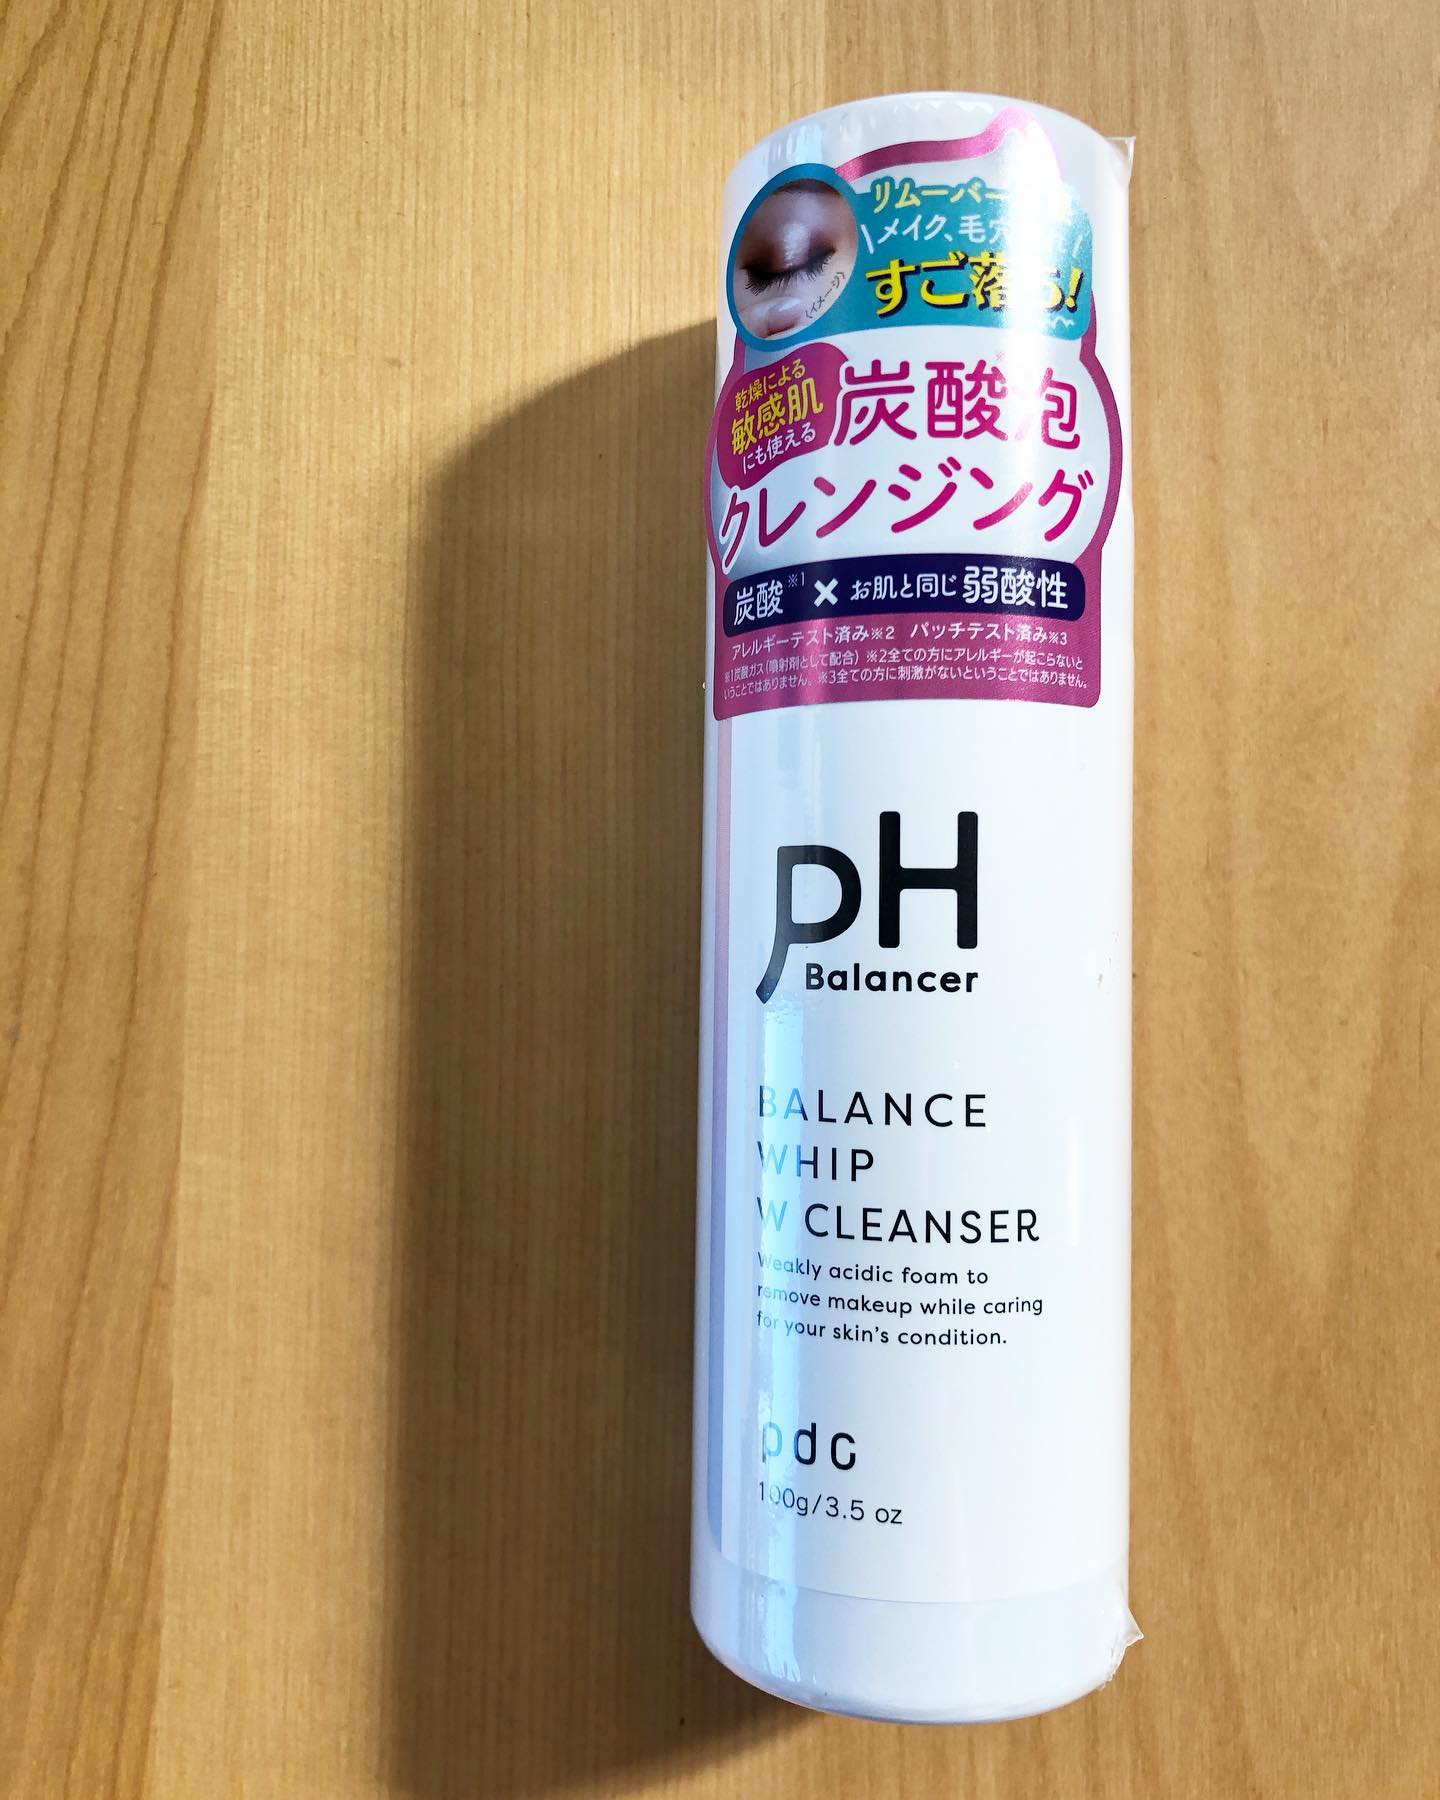 リムーバー
\メイク、毛穴/
すご落ち!
(イメージ)
乾燥による
敏感肌
にも使える
炭酸泡
クレンジング
炭酸※1 × お肌と同じ弱酸性
アレルギーテスト済み※2 パッチテスト済み※3
※1炭酸ガス(噴射剤として配合) ※2全ての方にアレルギーが起こらないと
いうことではありません。※3全ての方に刺激がないということではありません。
pH
Balancer
BALANCE
WHIP
W CLEANSER
Weakly acidic foam to
remove makeup while caring
for your skin's condition.
pdc
100g/3.5 oz